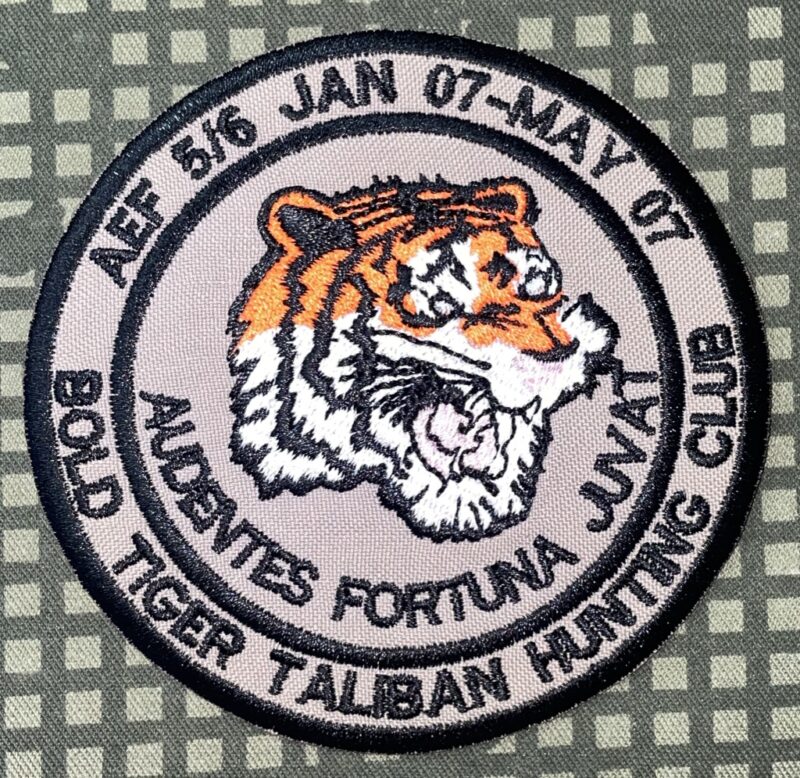 AEF 5/6 JAN 07-MAY 07
AUDENTES FORTUNA JUVAT
BOLD TIGER TALIBAN HUNTING CLUB